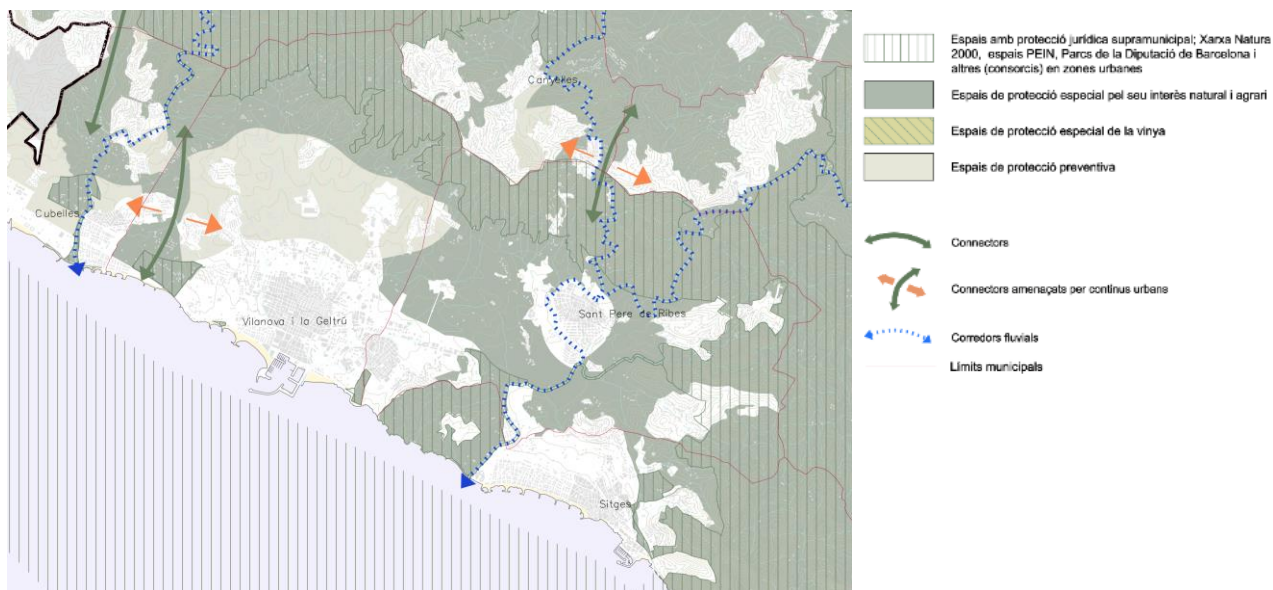 Canyelles
Cubelles
Vilanova i la Geltrú
Sant Pere de Ribes
Sitges
Espais amb protecció jurídica supramunicipal; Xarxa Natura
2000, espais PEIN, Parcs de la Diputació de Barcelona i
altres (consorcis) en zones urbanes
Espais de protecció especial pel seu interès natural i agrari
Espais de protecció especial de la vinya
Espais de protecció preventiva
Connectors
Connectors amenaçats per continus urbans
Corredors fluvials
Límits municipals